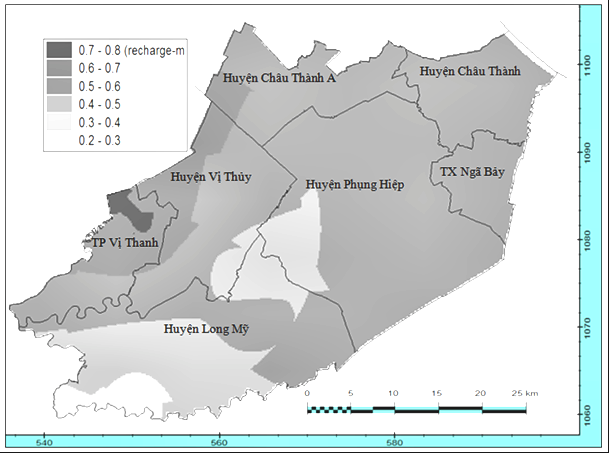 0.7 - 0.8 (recharge-m
0.6 - 0.7
0.5 - 0.6
0.4 - 0.5
0.3 - 0.4
0.2 - 0.3
Huyện Châu Thành A
Huyện Châu Thành
Huyện Vị Thủy
Huyện Phụng Hiệp
TX Ngã Bảy
TP Vị Thanh
Huyện Long Mỹ
0 5 10 15 20 25 km
540 560 580
1100
1090
1080
1070
1060